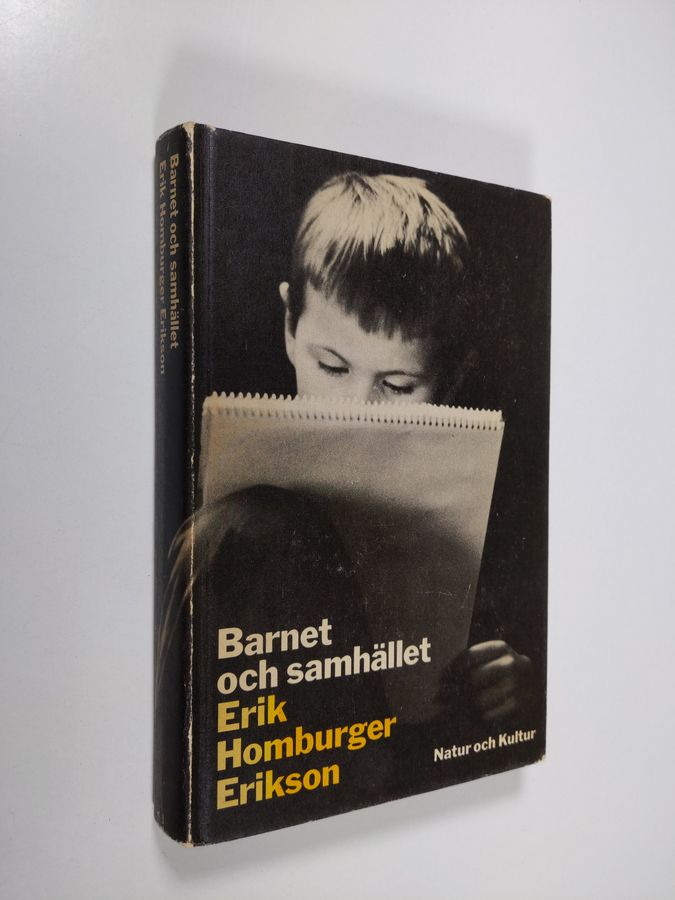 Barnet och samhället
Erik Homburger Erikson
Barnet
och samhället
Erik
Homburger
Erikson
Natur och Kultur